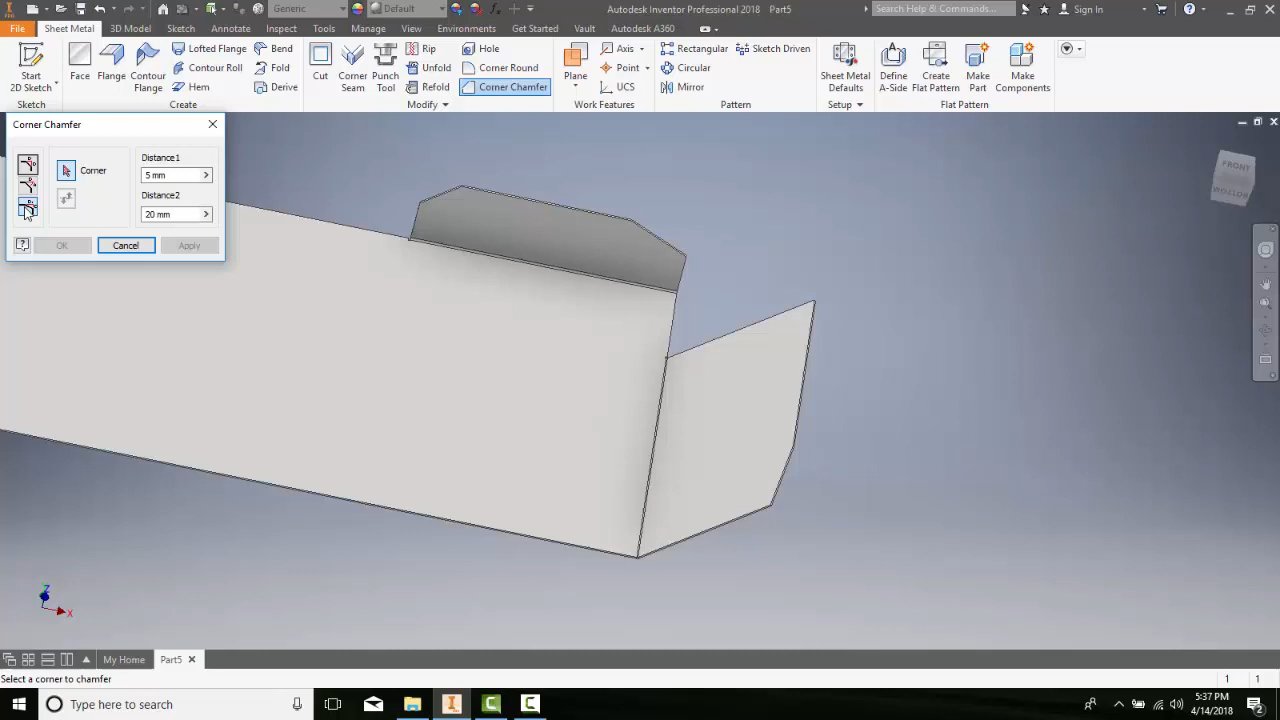 Generic
Default
Autodesk Inventor Professional 2018 Part5
Search Help & Commands...
Sign In
File Sheet Metal 3D Model Sketch Annotate Inspect Tools Manage View Environments Get Started Vault Autodesk A360
Start
2D Sketch
Sketch
Face
Flange
Contour
Flange
Lofted Flange
Contour Roll
Hem
Bend
Fold
Derive
Create
Cut
Corner
Seam
Punch
Tool
Rip
Unfold
Refold
Hole
Corner Round
Corner Chamfer
Modify
Plane
Axis
Point
UCS
Work Features
Rectangular
Circular
Mirror
Sketch Driven
Pattern
Sheet Metal
Defaults
Setup
Define
A-Side
Create
Flat Pattern
Make
Part
Make
Components
Flat Pattern
Corner Chamfer
Corner
Distance1
5 mm
Distance2
20 mm
OK
Cancel
Apply
FRONT
BOTTOM
Z
X
My Home
Part5
Select a corner to chamfer
1 1
Type here to search
5:37 PM
4/14/2018
2